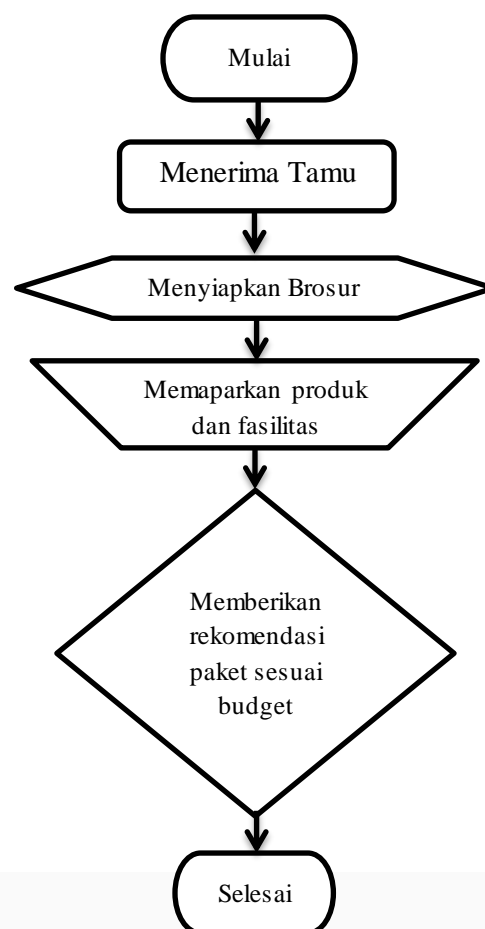 Mulai
Menerima Tamu
Menyiapkan Brosur
Memaparkan produk
dan fasilitas
Memberikan
rekomendasi
paket sesuai
budget
Selesai